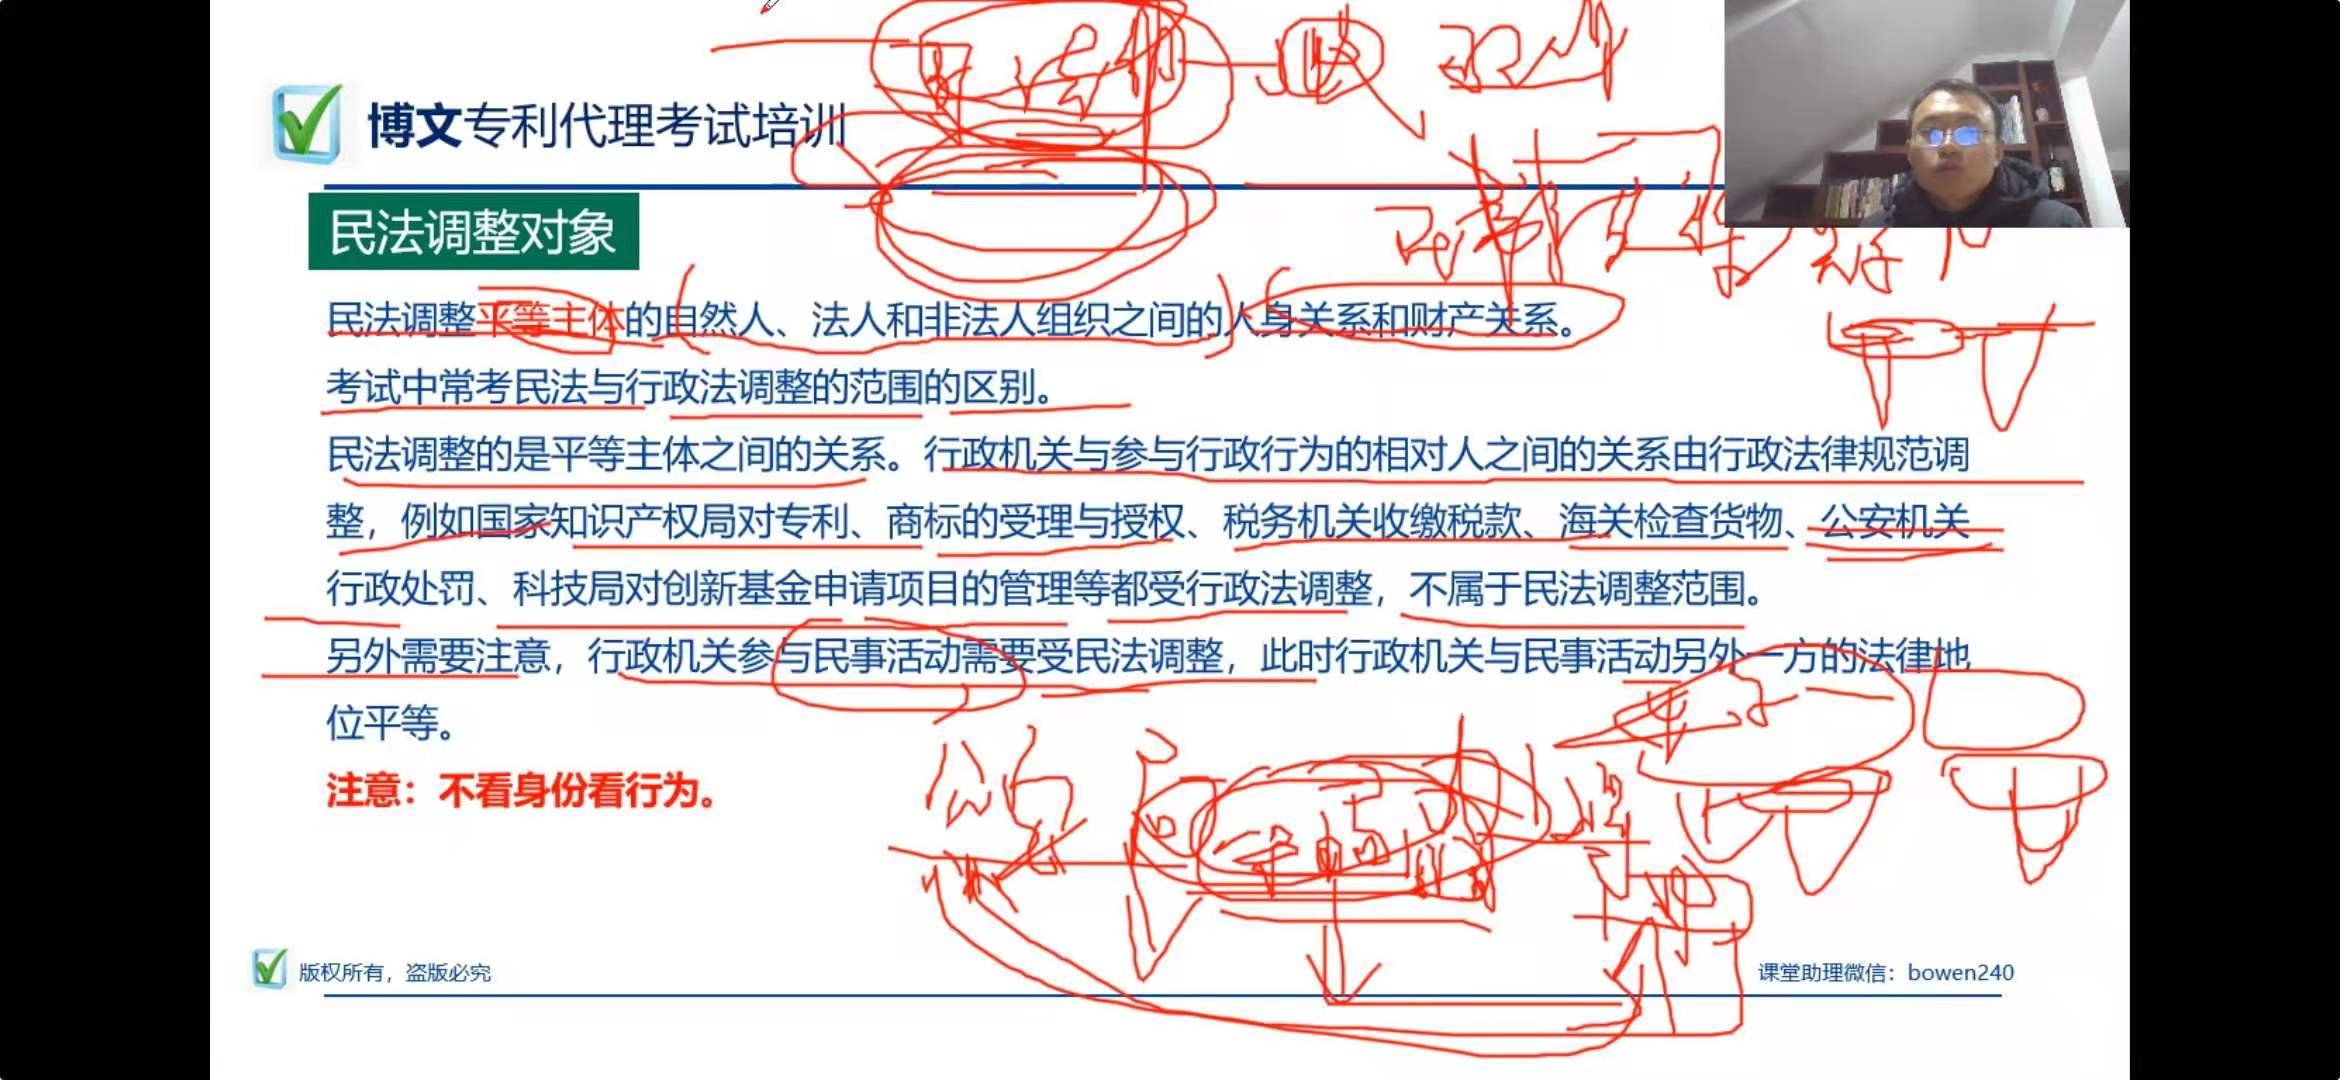 博文专利代理考试培训
民法调整对象
民法调整平等主体的自然人、法人和非法人组织之间的人身关系和财产关系。
考试中常考民法与行政法调整的范围的区别。
民法调整的是平等主体之间的关系。行政机关与参与行政行为的相对人之间的关系由行政法律规范调
整，例如国家知识产权局对专利、商标的受理与授权、税务机关收缴税款、海关检查货物、公安机关
行政处罚、科技局对创新基金申请项目的管理等都受行政法调整，不属于民法调整范围。
另外需要注意，行政机关参与民事活动需要受民法调整，此时行政机关与民事活动另外一方的法律地
位平等。
注意：不看身份看行为。
版权所有，盗版必究
课堂助理微信：bowen240